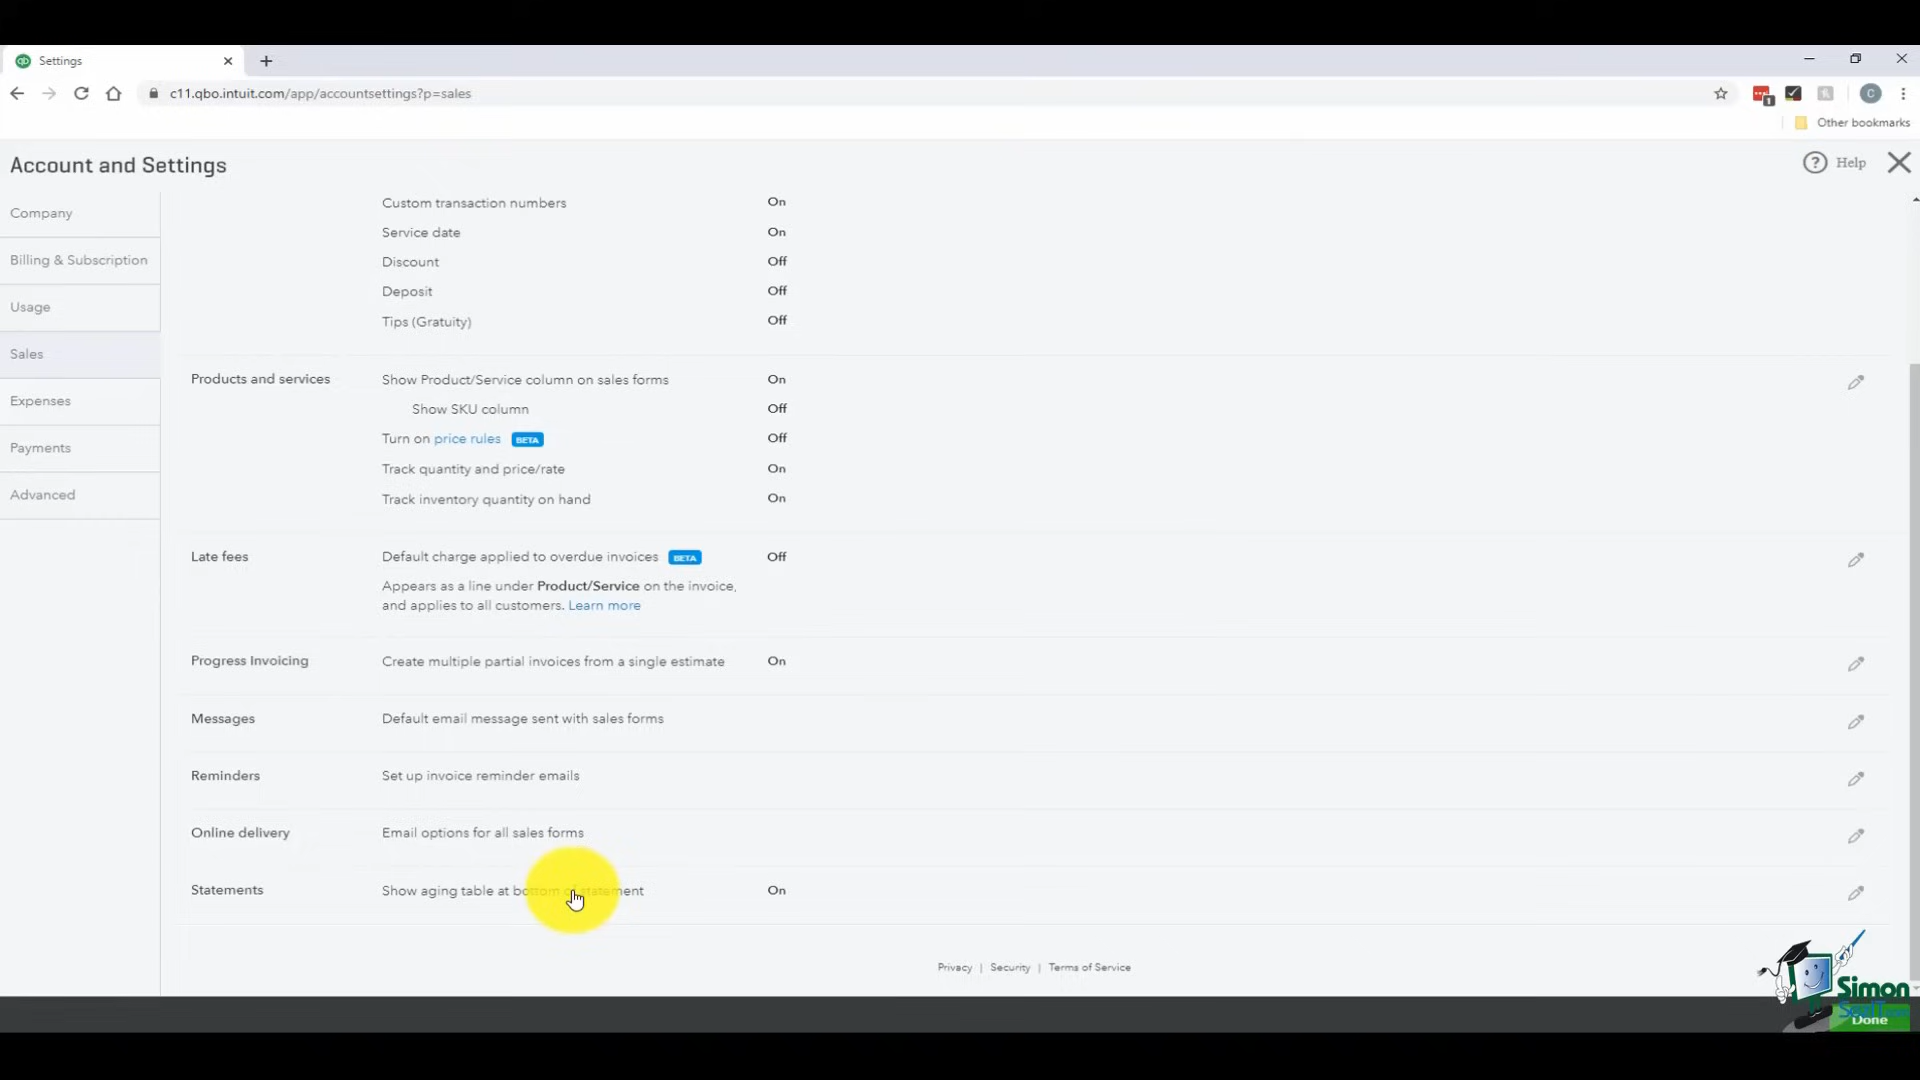 Settings
c11.qbo.intuit.com/app/accountsettings?p=sales
1
C
Other bookmarks
Account and Settings
? Help
Company
Billing & Subscription
Usage
Sales
Expenses
Payments
Advanced
Custom transaction numbers On
Service date On
Discount Off
Deposit Off
Tips (Gratuity) Off
Products and services Show Product/Service column on sales forms On
Show SKU column Off
Turn on price rules BETA Off
Track quantity and price/rate On
Track inventory quantity on hand On
Late fees Default charge applied to overdue invoices BETA Off
Appears as a line under Product/Service on the invoice,
and applies to all customers. Learn more
Progress Invoicing Create multiple partial invoices from a single estimate On
Messages Default email message sent with sales forms
Reminders Set up invoice reminder emails
Online delivery Email options for all sales forms
Statements Show aging table at bottom of statement On
Privacy | Security | Terms of Service
Simon
Done